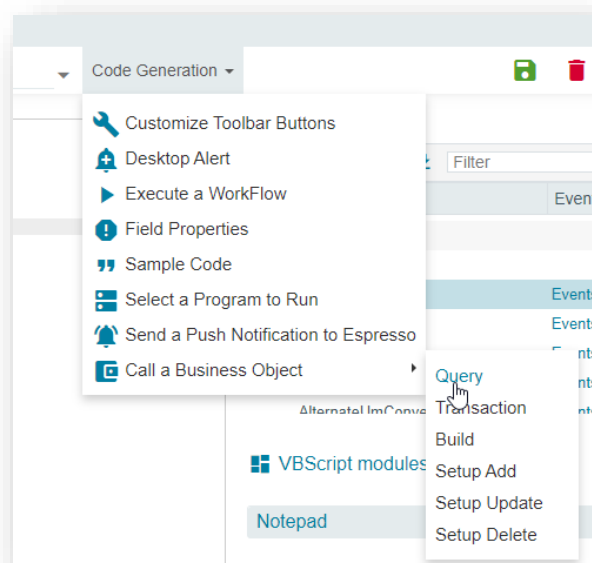 Code Generation
Customize Toolbar Buttons
Desktop Alert
Filter
Execute a WorkFlow
Field Properties
Sample Code
Select a Program to Run
Events
Send a Push Notification to Espresso
Events
Call a Business Object
Query
Transaction
Build
Setup Add
VBScript modules
Setup Update
Notepad
Setup Delete